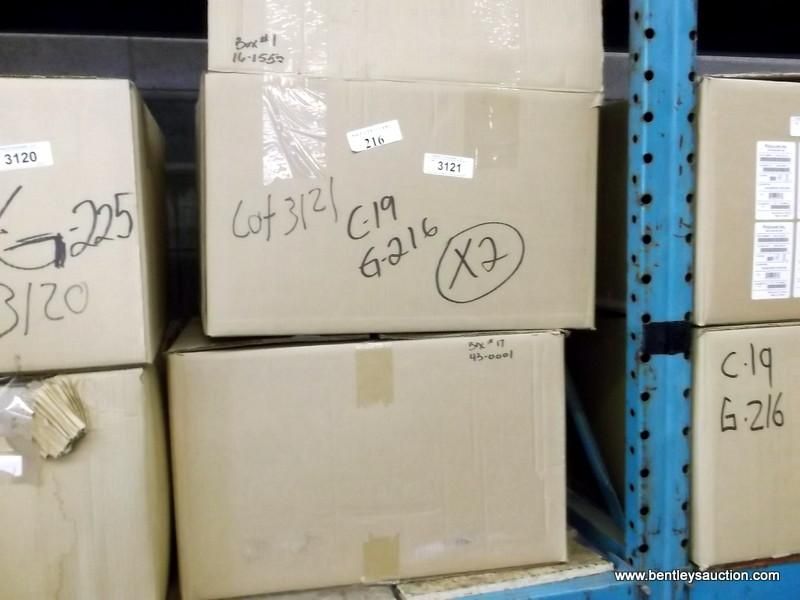 Box #1
16-1552
3120
G-225
3120
216
3121
Lot 3121
C-19
G-216
X2
Box #17
43-0001
C-19
G-216
www.bentleysauction.com